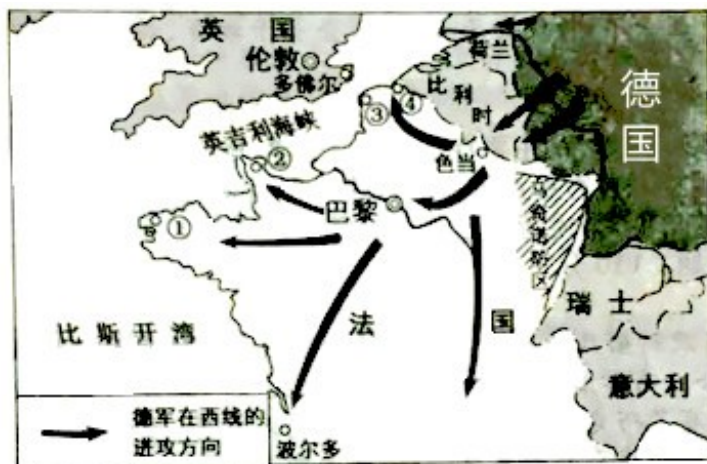 英国
伦敦
多佛尔
荷兰
比利时
德国
英吉利海峡
③
④
②
色当
巴黎
①
马奇诺防区
比斯开湾
法国
瑞士
意大利
德军在西线的
进攻方向
波尔多